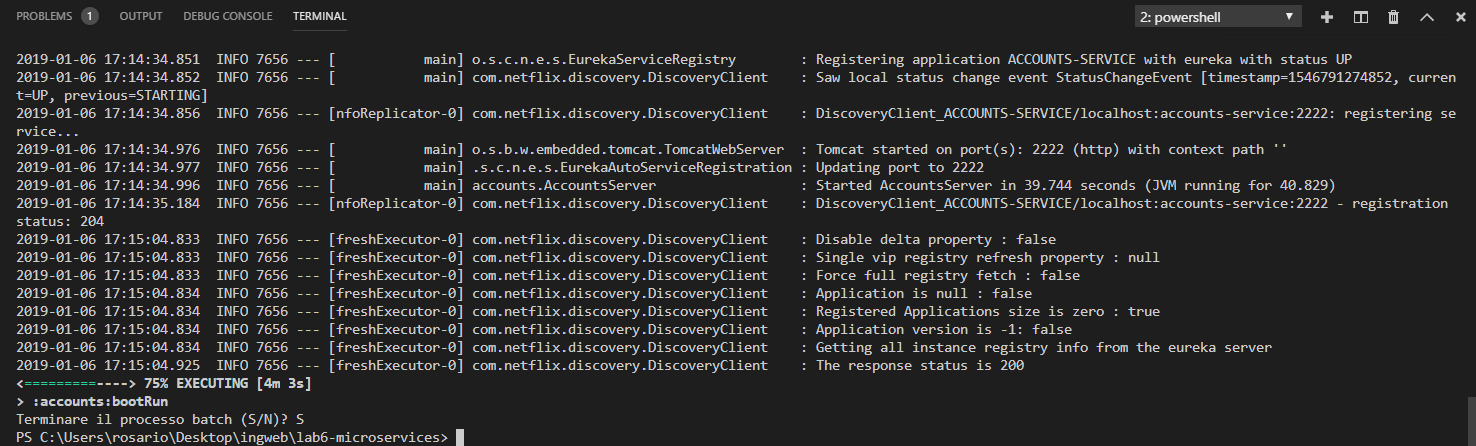 PROBLEMS 1 OUTPUT DEBUG CONSOLE TERMINAL 2: powershell
2019-01-06 17:14:34.851  INFO 7656 --- [           main] o.s.c.n.e.s.EurekaServiceRegistry        : Registering application ACCOUNTS-SERVICE with eureka with status UP
2019-01-06 17:14:34.852  INFO 7656 --- [           main] com.netflix.discovery.DiscoveryClient    : Saw local status change event StatusChangeEvent [timestamp=1546791274852, curren
t=UP, previous=STARTING]
2019-01-06 17:14:34.856  INFO 7656 --- [nfoReplicator-0] com.netflix.discovery.DiscoveryClient    : DiscoveryClient_ACCOUNTS-SERVICE/localhost:accounts-service:2222: registering se
rvice...
2019-01-06 17:14:34.976  INFO 7656 --- [           main] o.s.b.w.embedded.tomcat.TomcatWebServer  : Tomcat started on port(s): 2222 (http) with context path ''
2019-01-06 17:14:34.977  INFO 7656 --- [           main] .s.c.n.e.s.EurekaAutoServiceRegistration : Updating port to 2222
2019-01-06 17:14:34.996  INFO 7656 --- [           main] accounts.AccountsServer                  : Started AccountsServer in 39.744 seconds (JVM running for 40.829)
2019-01-06 17:14:35.184  INFO 7656 --- [nfoReplicator-0] com.netflix.discovery.DiscoveryClient    : DiscoveryClient_ACCOUNTS-SERVICE/localhost:accounts-service:2222 - registration
status: 204
2019-01-06 17:15:04.833  INFO 7656 --- [freshExecutor-0] com.netflix.discovery.DiscoveryClient    : Disable delta property : false
2019-01-06 17:15:04.833  INFO 7656 --- [freshExecutor-0] com.netflix.discovery.DiscoveryClient    : Single vip registry refresh property : null
2019-01-06 17:15:04.833  INFO 7656 --- [freshExecutor-0] com.netflix.discovery.DiscoveryClient    : Force full registry fetch : false
2019-01-06 17:15:04.834  INFO 7656 --- [freshExecutor-0] com.netflix.discovery.DiscoveryClient    : Application is null : false
2019-01-06 17:15:04.834  INFO 7656 --- [freshExecutor-0] com.netflix.discovery.DiscoveryClient    : Registered Applications size is zero : true
2019-01-06 17:15:04.834  INFO 7656 --- [freshExecutor-0] com.netflix.discovery.DiscoveryClient    : Application version is -1: false
2019-01-06 17:15:04.834  INFO 7656 --- [freshExecutor-0] com.netflix.discovery.DiscoveryClient    : Getting all instance registry info from the eureka server
2019-01-06 17:15:04.925  INFO 7656 --- [freshExecutor-0] com.netflix.discovery.DiscoveryClient    : The response status is 200
<=========----> 75% EXECUTING [4m 3s]
> :accounts:bootRun
Terminare il processo batch (S/N)? S
PS C:\Users\rosario\Desktop\ingweb\lab6-microservices>